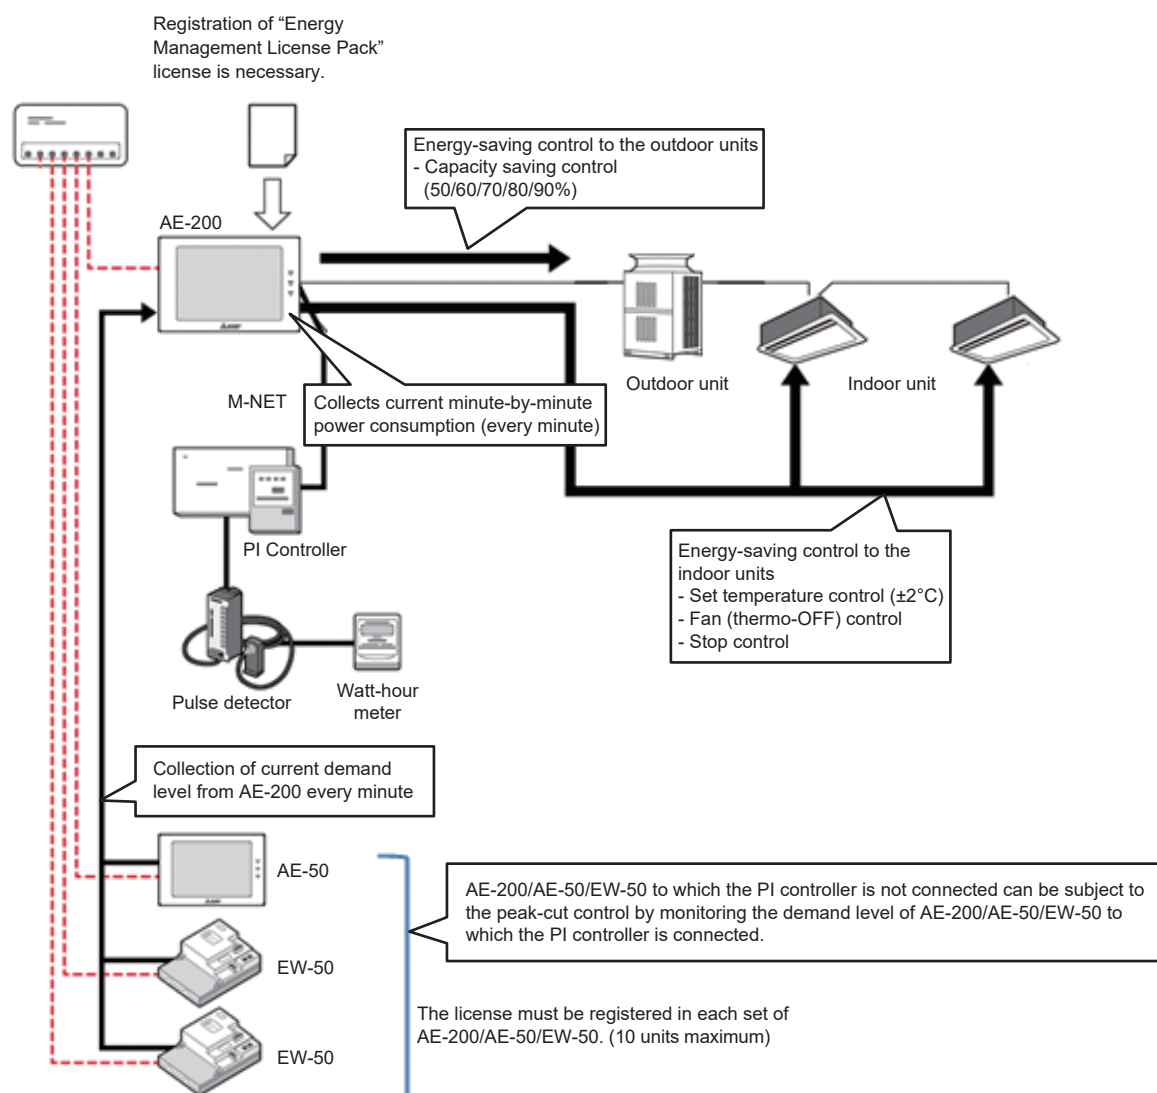 Registration of “Energy
Management License Pack”
license is necessary.
Energy-saving control to the outdoor units
- Capacity saving control
(50/60/70/80/90%)
AE-200
Outdoor unit
Indoor unit
M-NET
Collects current minute-by-minute
power consumption (every minute)
PI Controller
Energy-saving control to the
indoor units
- Set temperature control (±2°C)
- Fan (thermo-OFF) control
- Stop control
Pulse detector
Watt-hour
meter
Collection of current demand
level from AE-200 every minute
AE-50
AE-200/AE-50/EW-50 to which the PI controller is not connected can be subject to
the peak-cut control by monitoring the demand level of AE-200/AE-50/EW-50 to
which the PI controller is connected.
EW-50
The license must be registered in each set of
AE-200/AE-50/EW-50. (10 units maximum)
EW-50